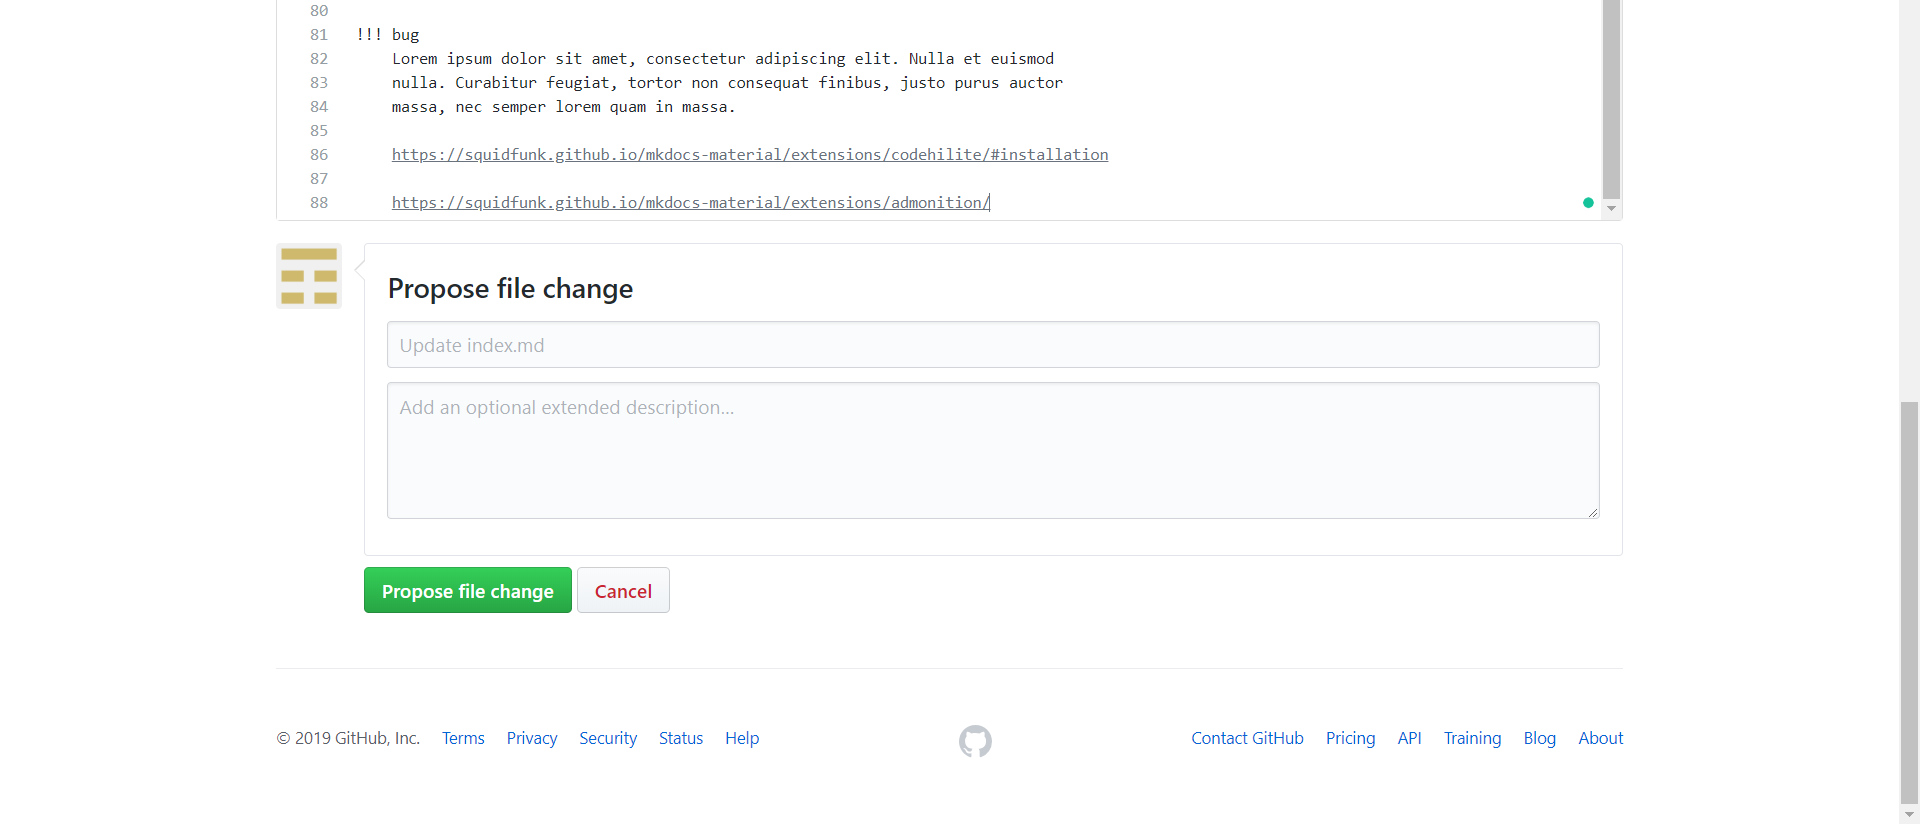 80
81 !!! bug
82 Lorem ipsum dolor sit amet, consectetur adipiscing elit. Nulla et euismod
83 nulla. Curabitur feugiat, tortor non consequat finibus, justo purus auctor
84 massa, nec semper lorem quam in massa.
85
86 https://squidfunk.github.io/mkdocs-material/extensions/codehilite/#installation
87
88 https://squidfunk.github.io/mkdocs-material/extensions/admonition/
Propose file change
Update index.md
Add an optional extended description...
Propose file change Cancel
© 2019 GitHub, Inc. Terms Privacy Security Status Help Contact GitHub Pricing API Training Blog About